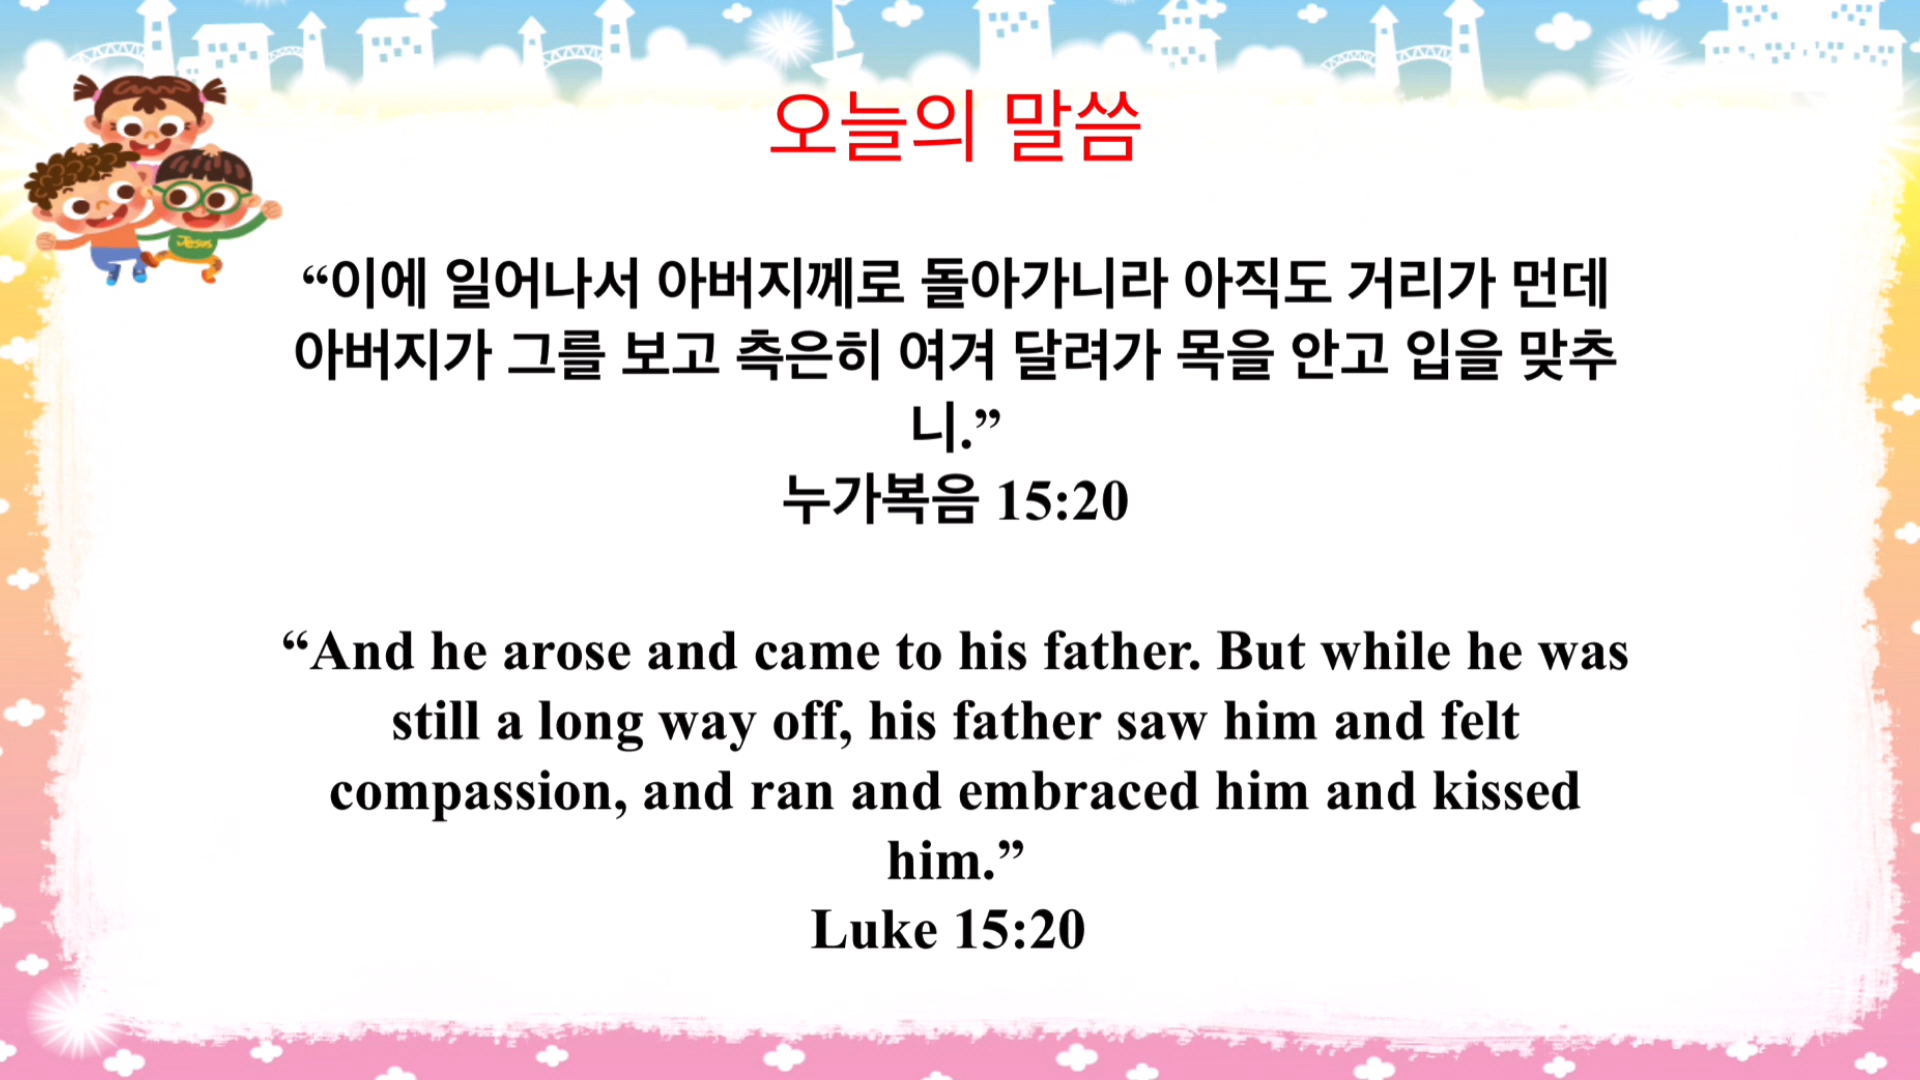 오늘의 말씀
Jesus
“이에 일어나서 아버지께로 돌아가니라 아직도 거리가 먼데
아버지가 그를 보고 측은히 여겨 달려가 목을 안고 입을 맞추
니.”
누가복음 15:20
“And he arose and came to his father. But while he was
still a long way off, his father saw him and felt
compassion, and ran and embraced him and kissed
him.”
Luke 15:20